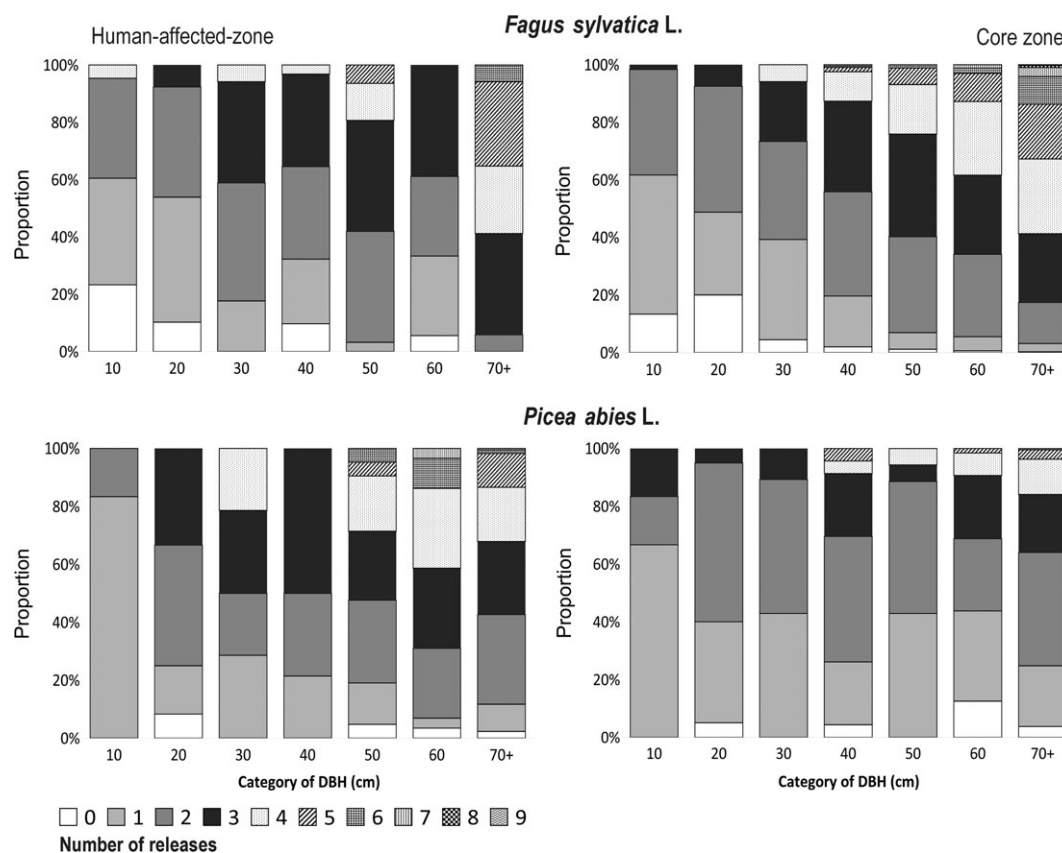 Fagus sylvatica L.
Human-affected-zone
Core zone
Proportion
100%
80%
60%
40%
20%
0%
10 20 30 40 50 60 70+
Proportion
100%
80%
60%
40%
20%
0%
10 20 30 40 50 60 70+
Picea abies L.
Proportion
100%
80%
60%
40%
20%
0%
10 20 30 40 50 60 70+
Category of DBH (cm)
Proportion
100%
80%
60%
40%
20%
0%
10 20 30 40 50 60 70+
Category of DBH (cm)
0 1 2 3 4 5 6 7 8 9
Number of releases